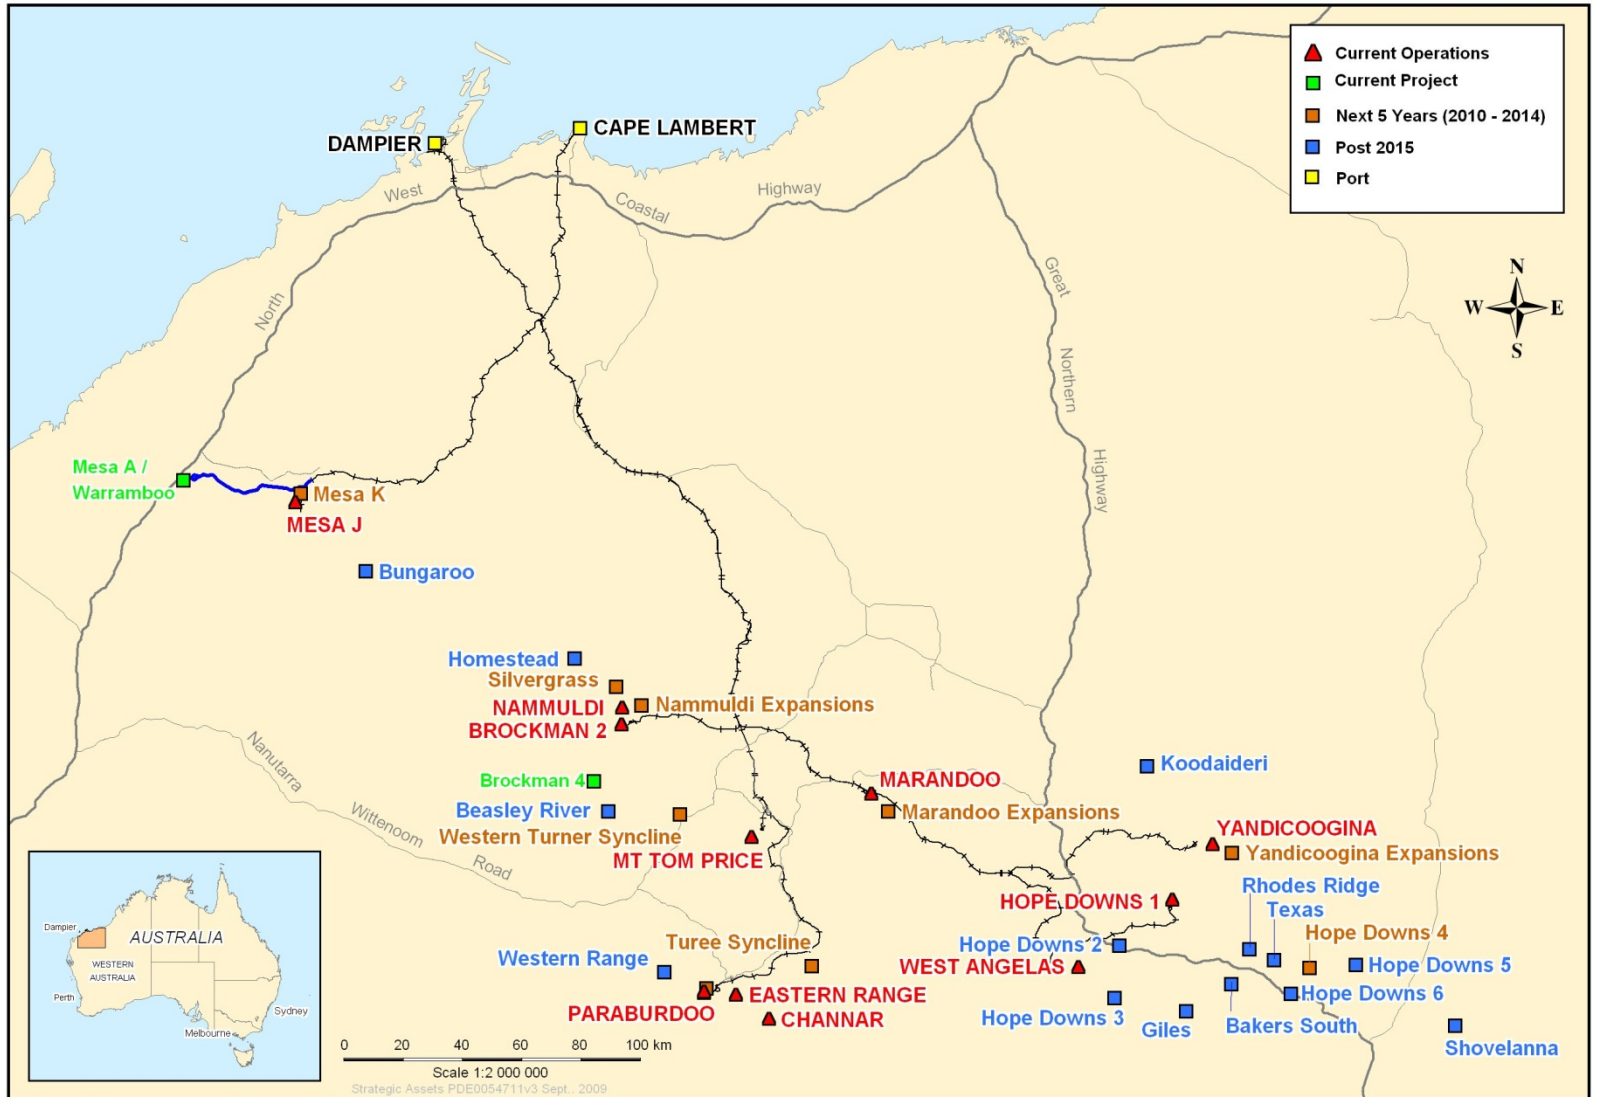 Current Operations
Current Project
Next 5 Years (2010 - 2014)
Post 2015
Port
DAMPIER
CAPE LAMBERT
West
Coastal
Highway
North
Great
Northern
Highway
N
W
E
S
Mesa A /
Warramboo
Mesa K
MESA J
Bungaroo
Homestead
Silvergrass
NAMMULDI
Nammuldi Expansions
BROCKMAN 2
Brockman 4
Beasley River
Western Turner Syncline
MT TOM PRICE
MARANDOO
Marandoo Expansions
Koodaideri
YANDICOOGINA
Yandicoogina Expansions
Nanutarra
Wittenoom
Road
HOPE DOWNS 1
Rhodes Ridge
Texas
Hope Downs 4
Hope Downs 2
WEST ANGELAS
Hope Downs 5
Hope Downs 6
Hope Downs 3
Giles
Bakers South
Shovelanna
Turee Syncline
Western Range
PARABURDOO
EASTERN RANGE
CHANNAR
Dampier
AUSTRALIA
WESTERN
AUSTRALIA
Perth
Sydney
Melbourne
0 20 40 60 80 100 km
Scale 1:2 000 000
Strategic Assets PDE0054711v3 Sept.. 2009